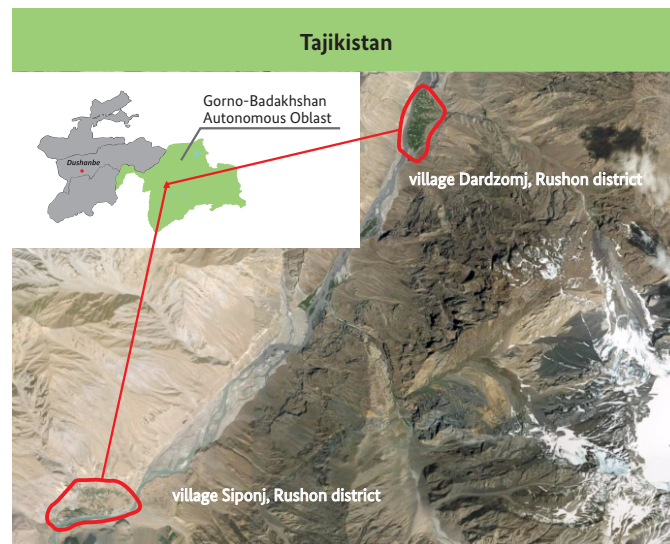 Tajikistan
Gorno-Badakhshan
Autonomous Oblast
Dushanbe
village Dardzomj, Rushon district
village Siponj, Rushon district